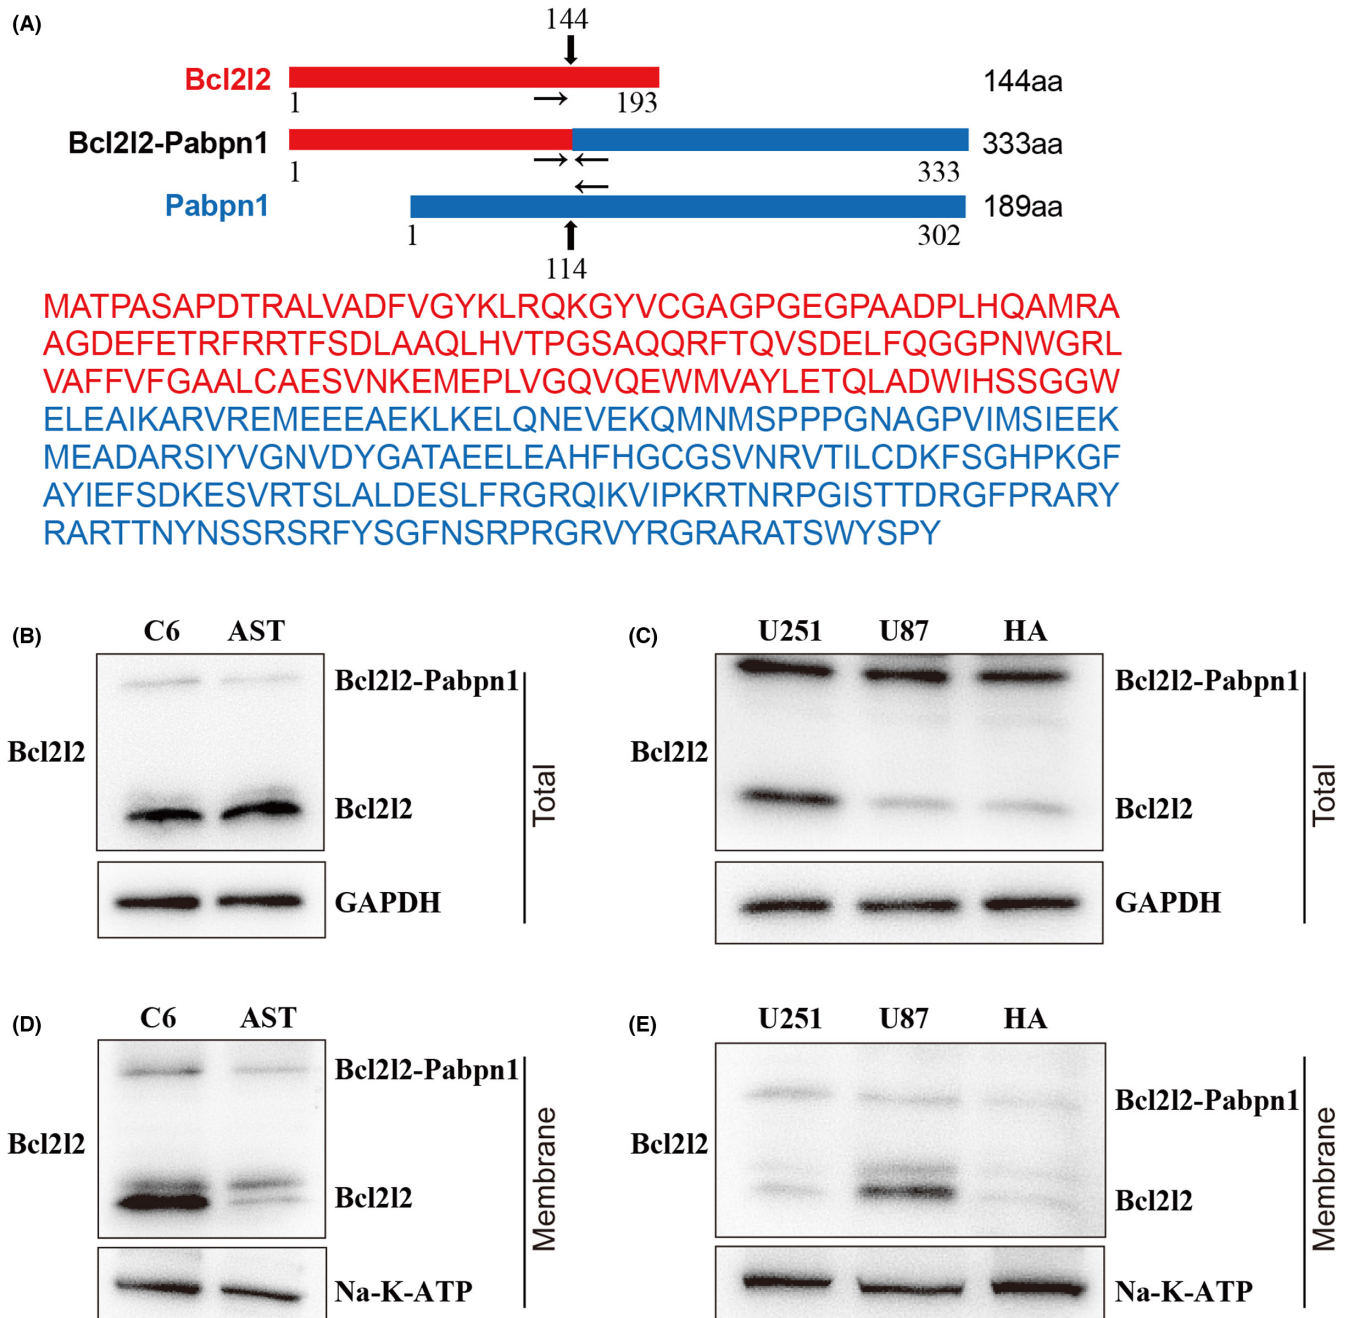 (A)
144
Bcl2l2 144aa
1 193
Bcl2l2-Pabpn1 333aa
1 333
Pabpn1 189aa
1 302
114
MATPASAPDTRALVADFVGYKLRQKGYVCGAGPGEGPAADPLHQAMRA
AGDEFETRFRRTFSDLAAQLHVTPGSAQQRFTQVSDELFQGGPNWGRL
VAFFVFGAALCAESVNKEMEPLVGQVQEWMVAYLETQLADWIHSSGGW
ELEAIKARVREMEEEAEKLKELQNEVEKQMNMSPPPGNAGPVIMSIEEK
MEADARSIYVGNVDYGATAEELEAHFHGCGSVNRVTILCDKFSGHPKGF
AYIEFSDKESVRTSLALDESLFRGRQIKVIPKRTNRPGISTTDRGFPRARY
RARTTNYNSSRSRFYSGFNSRPRGRVYRGRARATSWYSPY
(B)
C6 AST
Bcl2l2-Pabpn1
Bcl2l2
Bcl2l2
GAPDH
Total
(C)
U251 U87 HA
Bcl2l2-Pabpn1
Bcl2l2
Bcl2l2
GAPDH
Total
(D)
C6 AST
Bcl2l2-Pabpn1
Bcl2l2
Bcl2l2
Na-K-ATP
Membrane
(E)
U251 U87 HA
Bcl2l2-Pabpn1
Bcl2l2
Bcl2l2
Na-K-ATP
Membrane